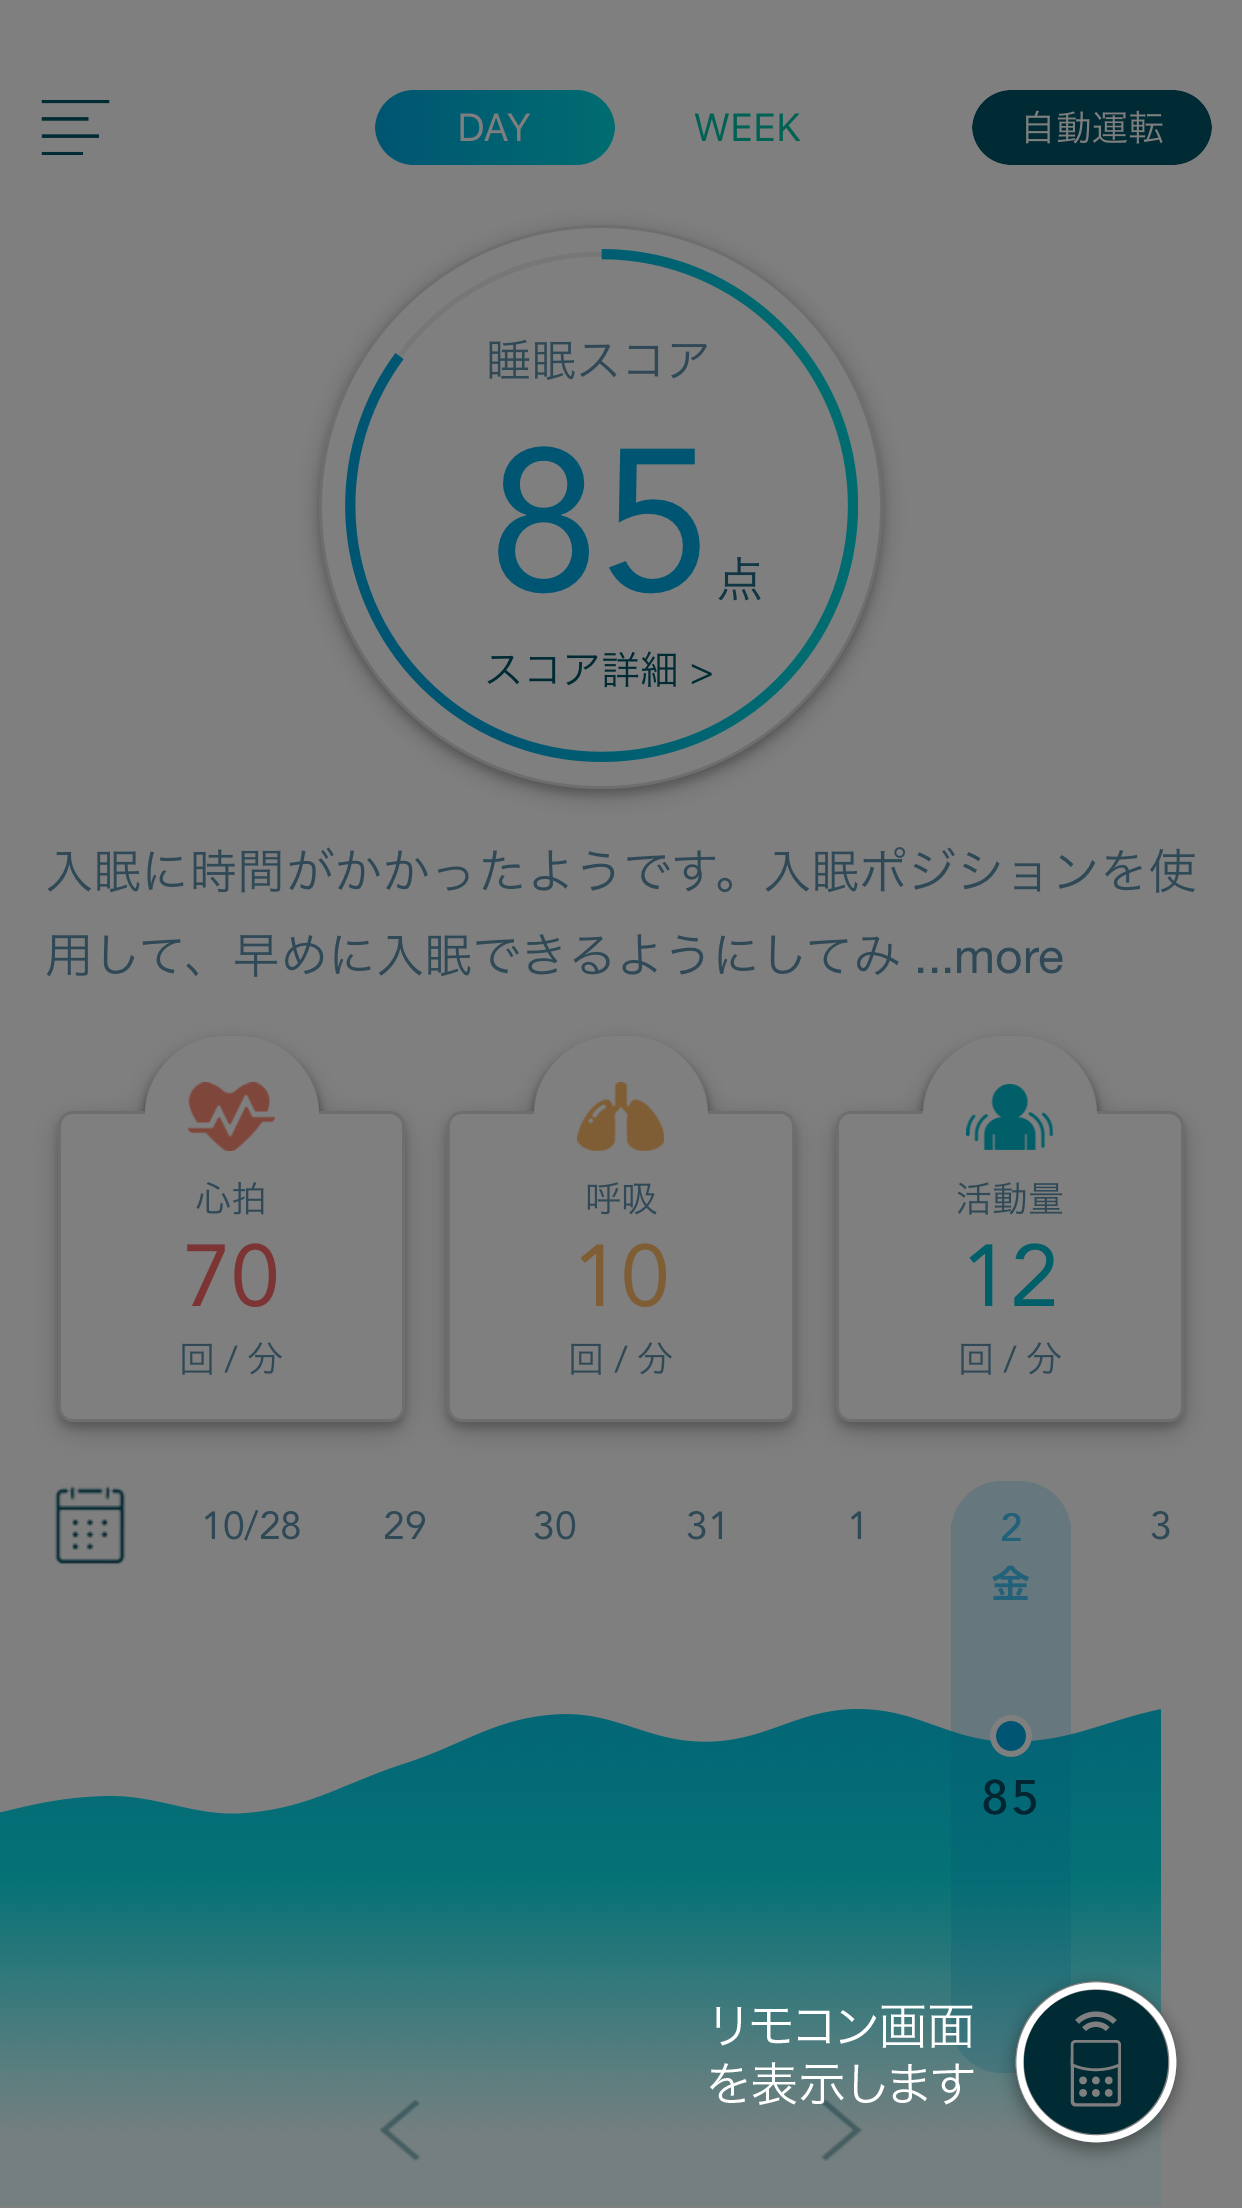 DAY WEEK 自動運転
睡眠スコア
85点
スコア詳細 >
入眠に時間がかかったようです。入眠ポジションを使
用して、早めに入眠できるようにしてみ ...more
心拍 呼吸 活動量
70 10 12
回 / 分 回 / 分 回 / 分
10/28 29 30 31 1 2 3
金
85
リモコン画面
を表示します